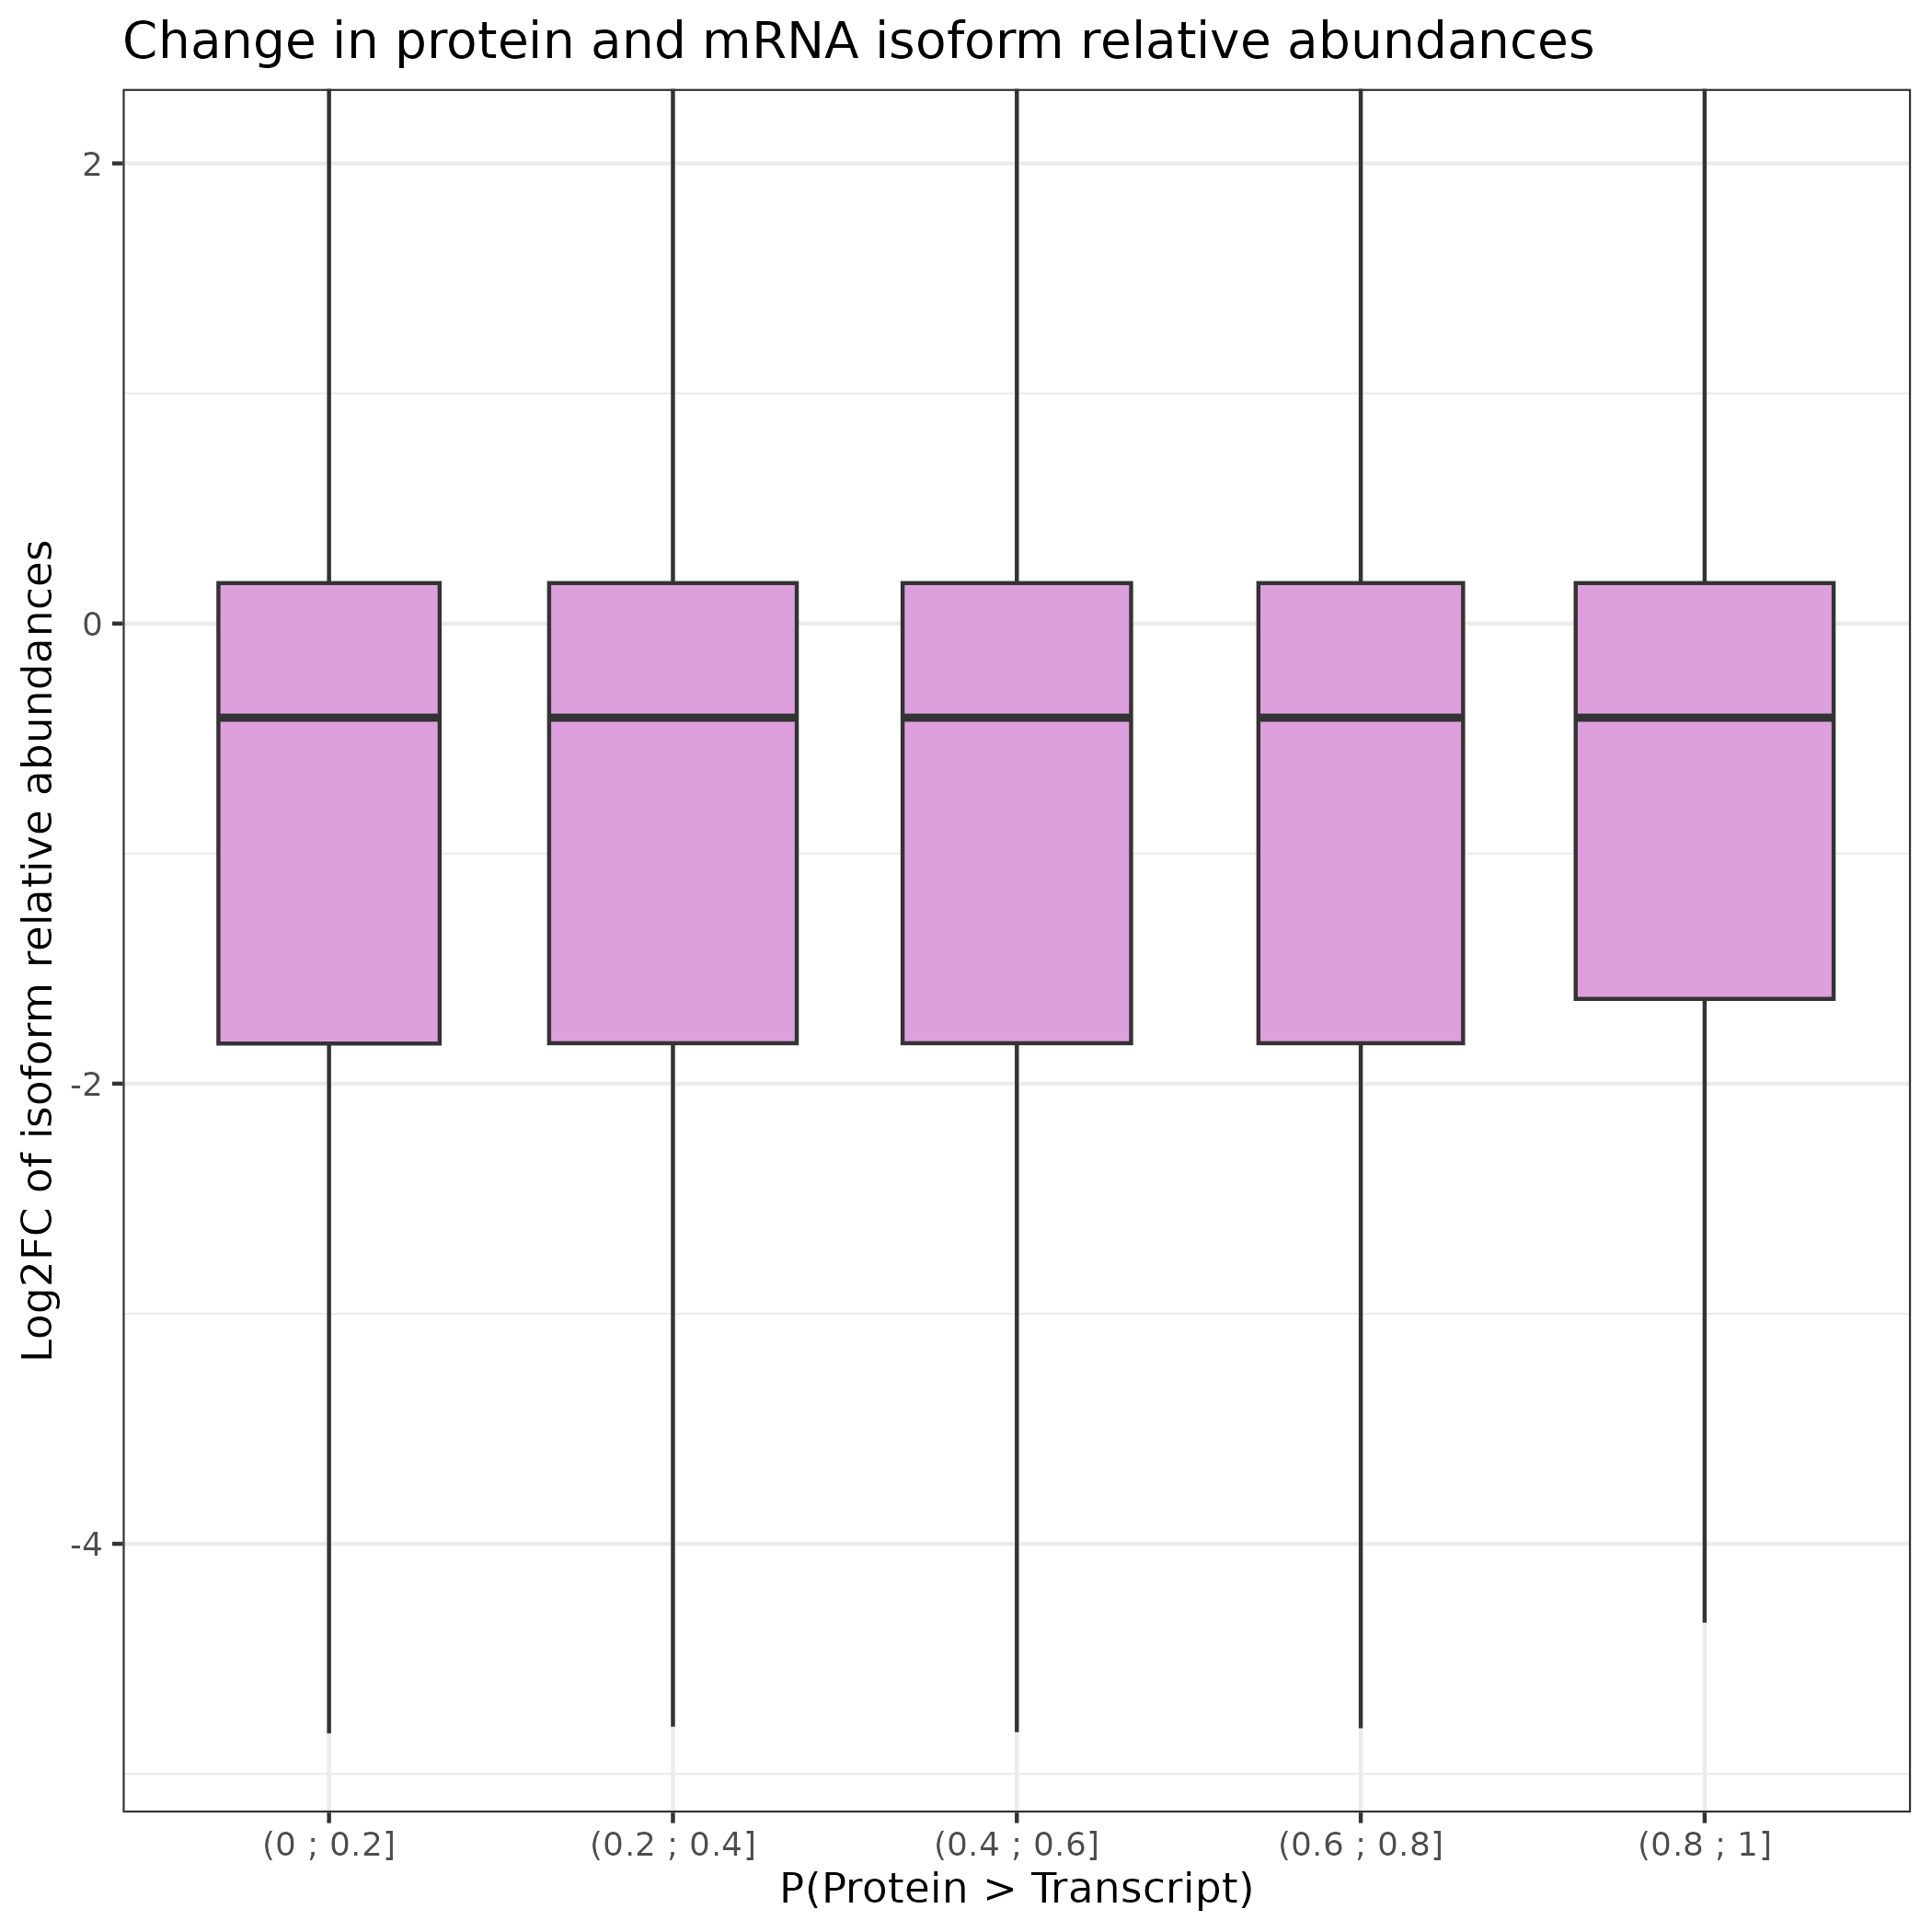 Change in protein and mRNA isoform relative abundances
Log2FC of isoform relative abundances
2
0
-2
-4
(0 ; 0.2]
(0.2 ; 0.4]
(0.4 ; 0.6]
(0.6 ; 0.8]
(0.8 ; 1]
P(Protein > Transcript)